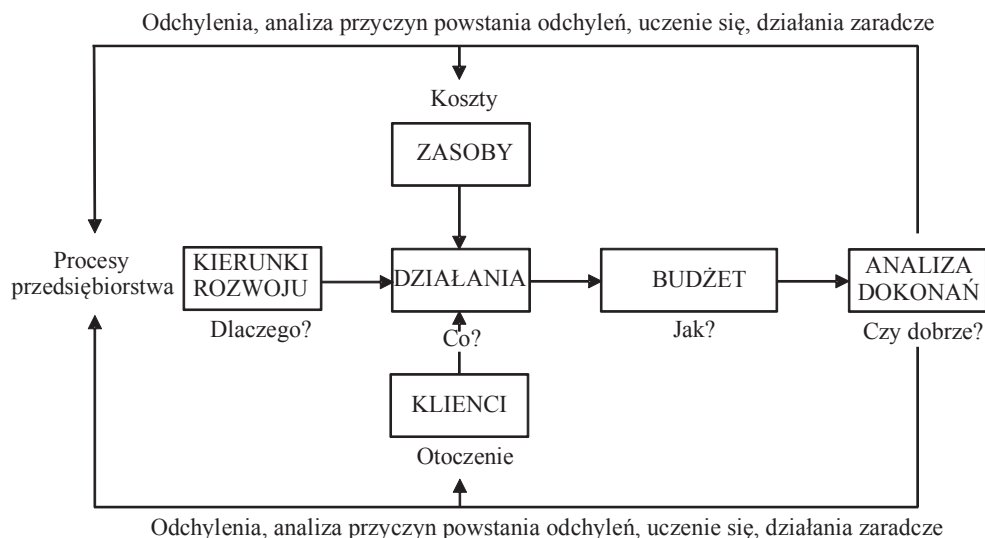 Odchylenia, analiza przyczyn powstania odchyleń, uczenie się, działania zaradcze
Koszty
ZASOBY
Procesy
przedsiębiorstwa
KIERUNKI
ROZWOJU
Dlaczego?
DZIAŁANIA
Co?
BUDŻET
Jak?
ANALIZA
DOKONAŃ
Czy dobrze?
KLIENCI
Otoczenie
Odchylenia, analiza przyczyn powstania odchyleń, uczenie się, działania zaradcze